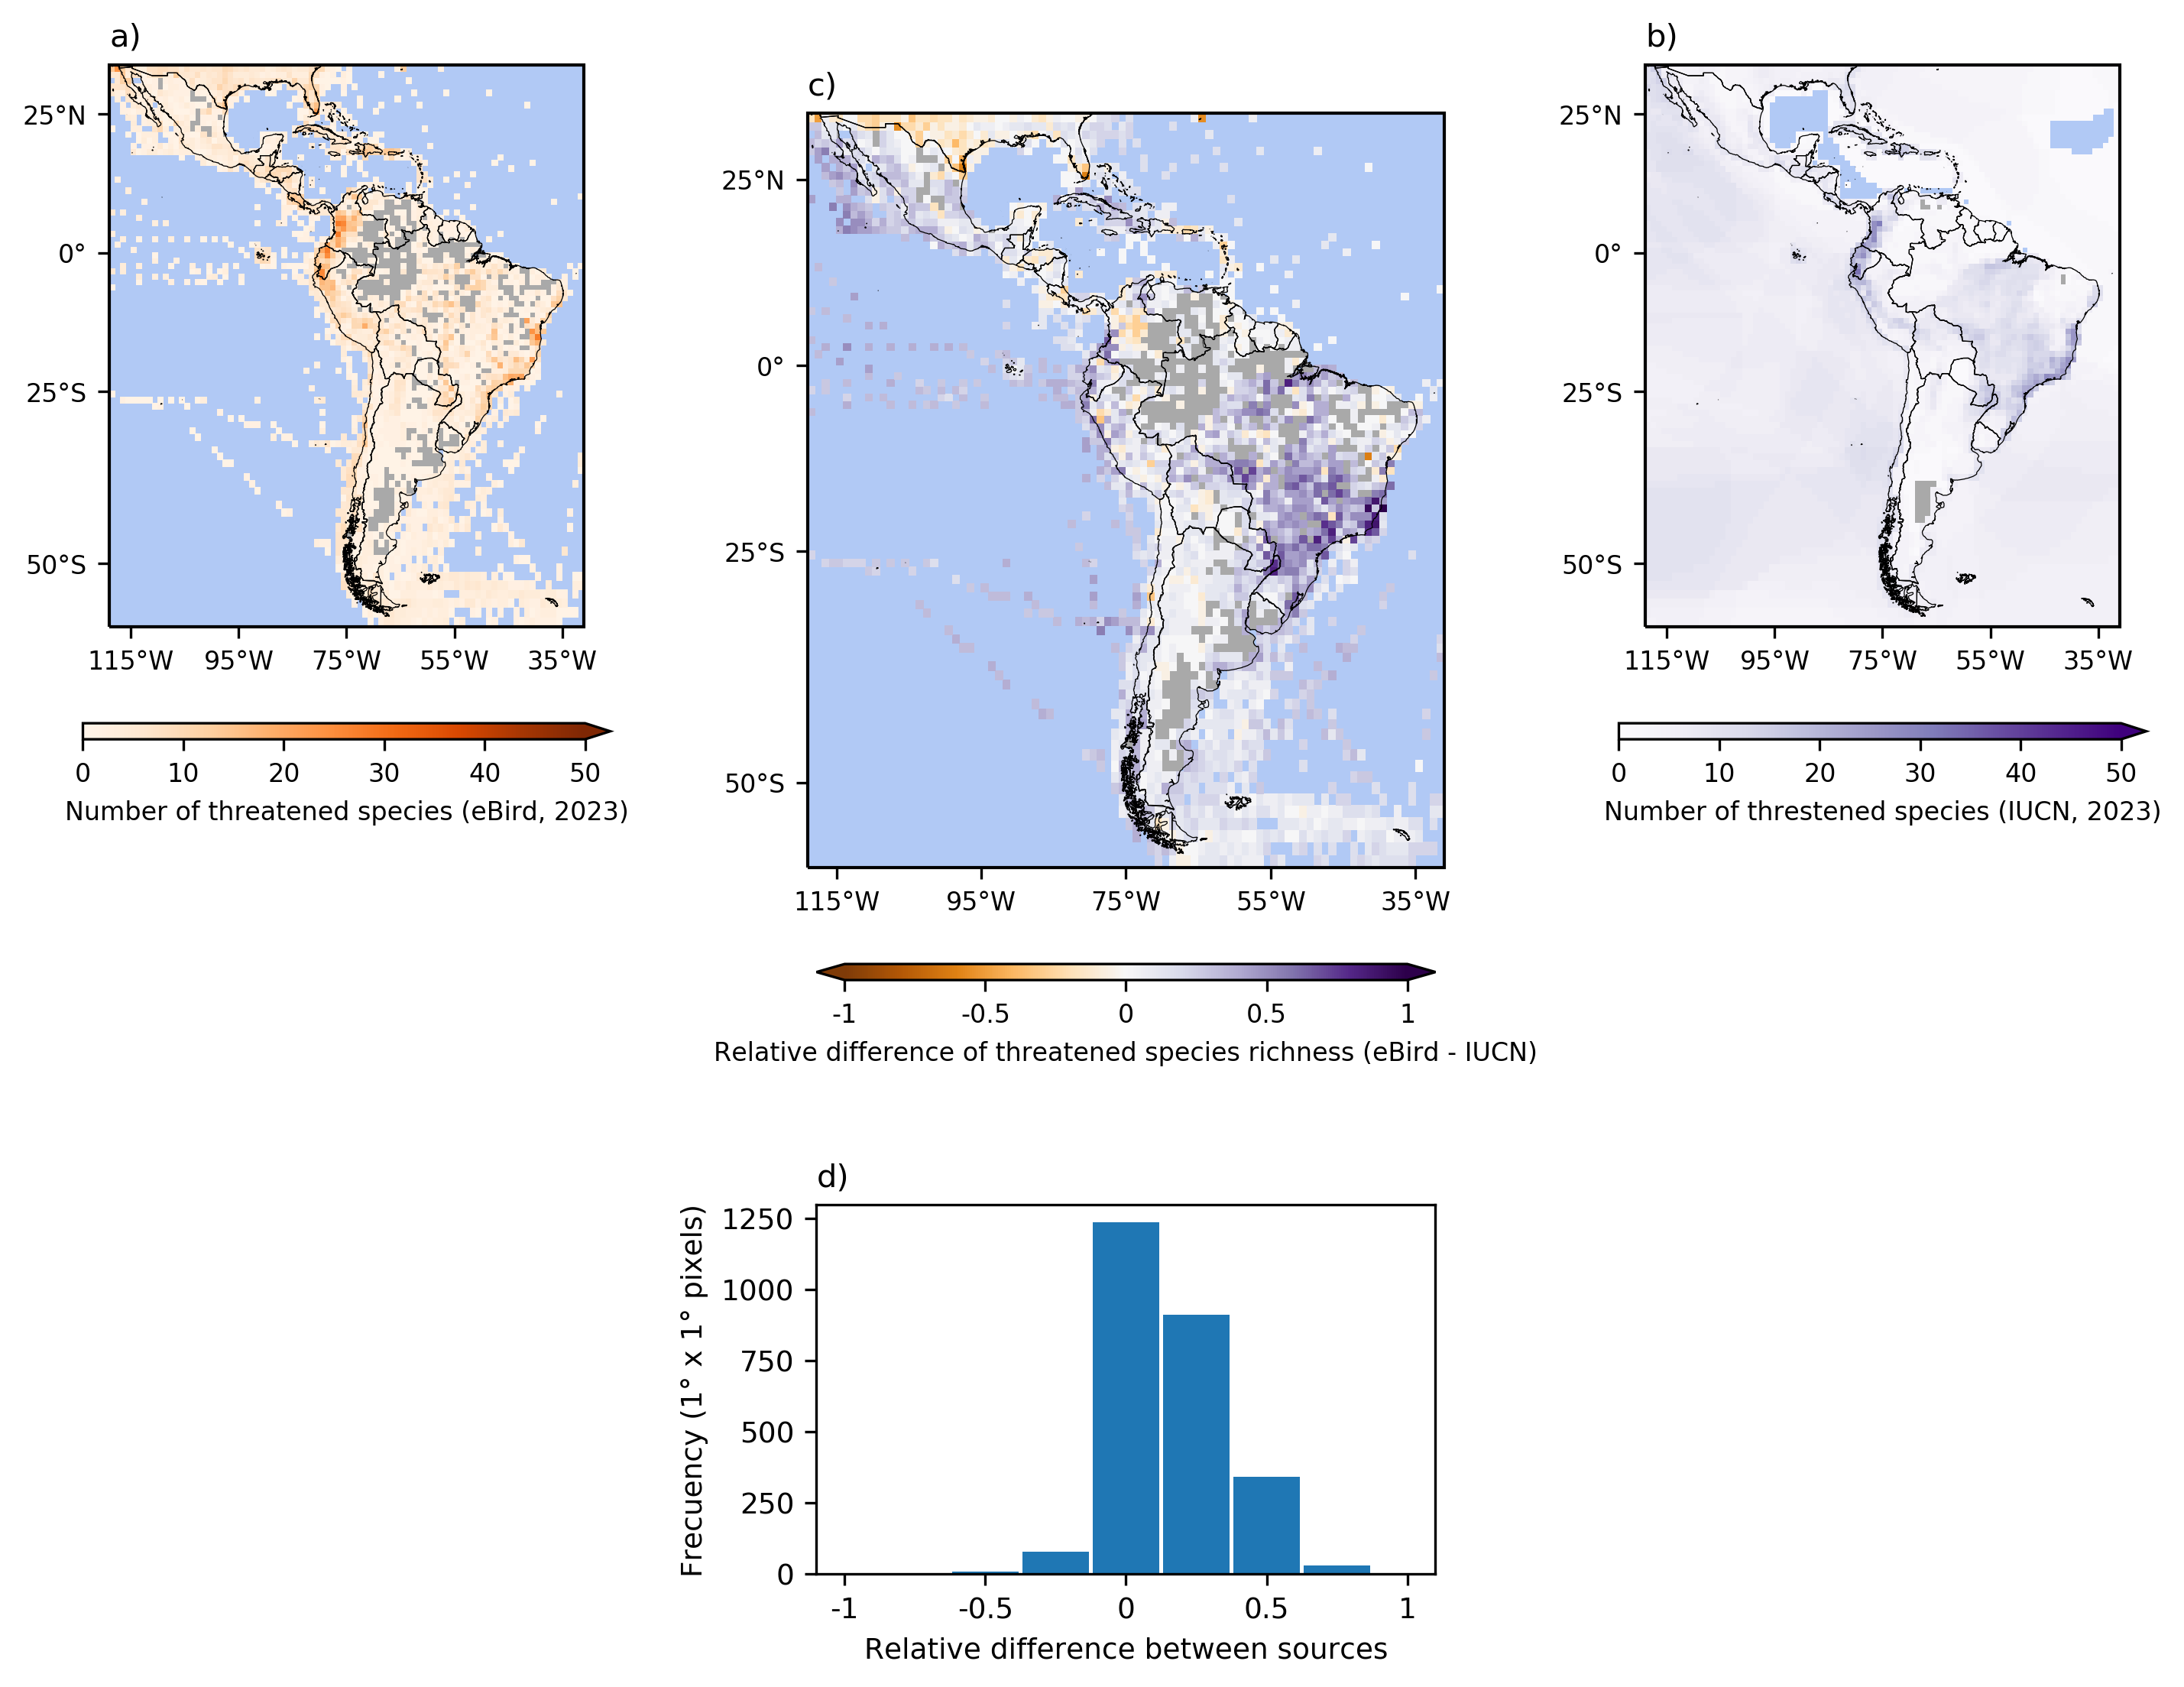 a)
25°N
0°
25°S
50°S
115°W 95°W 75°W 55°W 35°W
0 10 20 30 40 50
Number of threatened species (eBird, 2023)
c)
25°N
0°
25°S
50°S
115°W 95°W 75°W 55°W 35°W
-1 -0.5 0 0.5 1
Relative difference of threatened species richness (eBird - IUCN)
b)
25°N
0°
25°S
50°S
115°W 95°W 75°W 55°W 35°W
0 10 20 30 40 50
Number of threstened species (IUCN, 2023)
d)
Frecuency (1° x 1° pixels)
1250
1000
750
500
250
0
-1 -0.5 0 0.5 1
Relative difference between sources